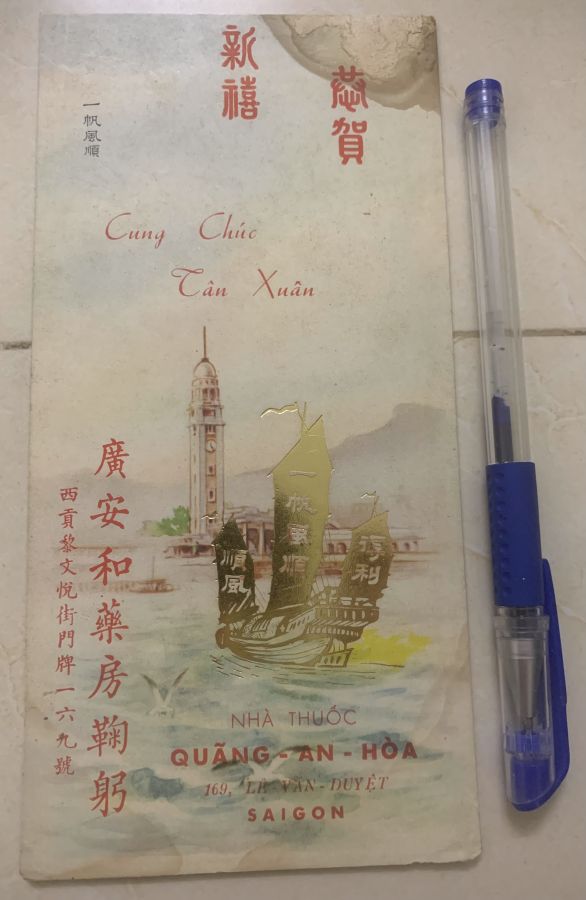 恭賀
新禧
一帆風順
Cung Chúc
Tân Xuân
廣安和藥房鞠躬
西貢黎文悅街門牌一六九號
得利
一帆風順
順風
NHÀ THUỐC
QUÃNG - AN - HÒA
169, LÊ - VĂN - DUYỆT
SAIGON